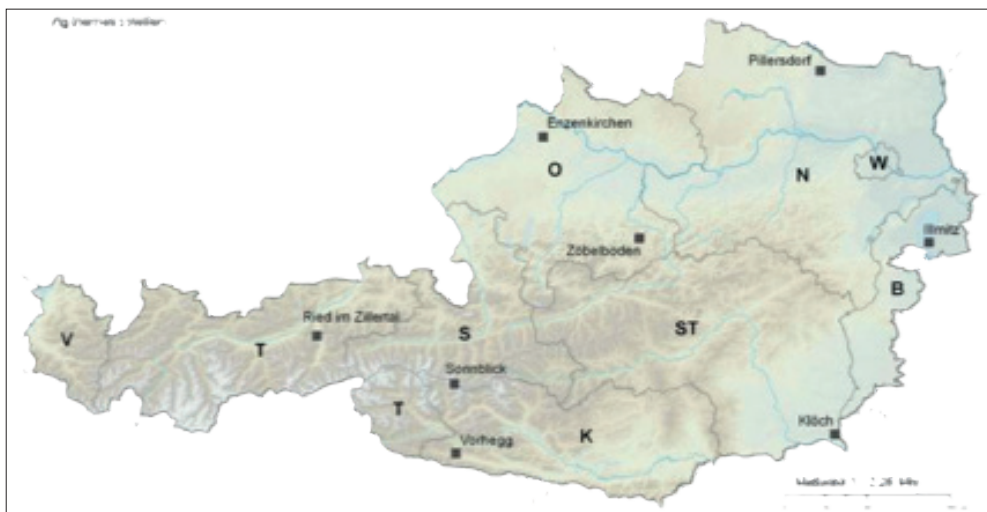 Pillersdorf
Enzenkirchen
O
W
N
Illmitz
Zöbelboden
B
Ried im Zillertal
V
T
S
ST
Sonnblick
T
K
Klöch
Vorhegg